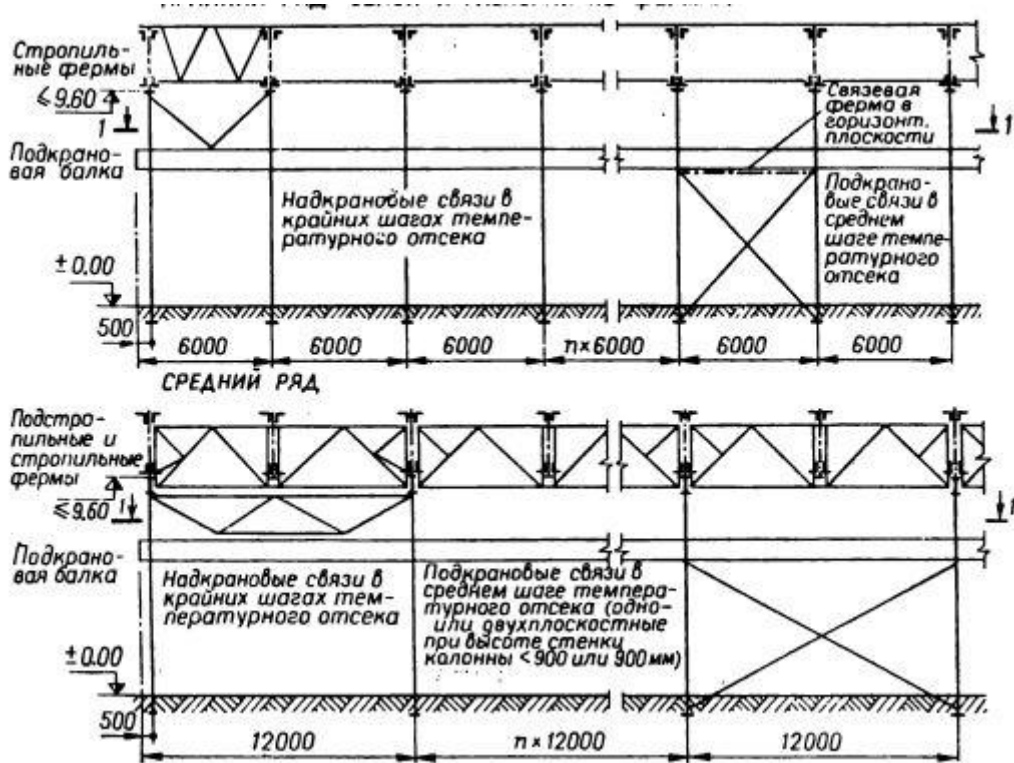 Стропиль-
ные фермы
≤9.60
1
Подкрано-
вая балка
Надкрановые связи в
крайних шагах темпе-
ратурного отсека
Связевая
ферма в
горизонт.
плоскости
1
Подкрано-
вые связи в
среднем
шаге темпе-
ратурного
отсека
±0.00
500
6000
6000
6000
n×6000
6000
6000
СРЕДНИЙ РЯД
Подстро-
пильные и
стропильные
фермы
≤9.60
1
1
Подкрано-
вая балка
Надкрановые связи в
крайних шагах тем-
пературного отсека
Подкрановые связи в
среднем шаге темпера-
турного отсека (одно-
или двухплоскостные
при высоте стенки
колонны <900 или 900мм)
±0.00
500
12000
n×12000
12000